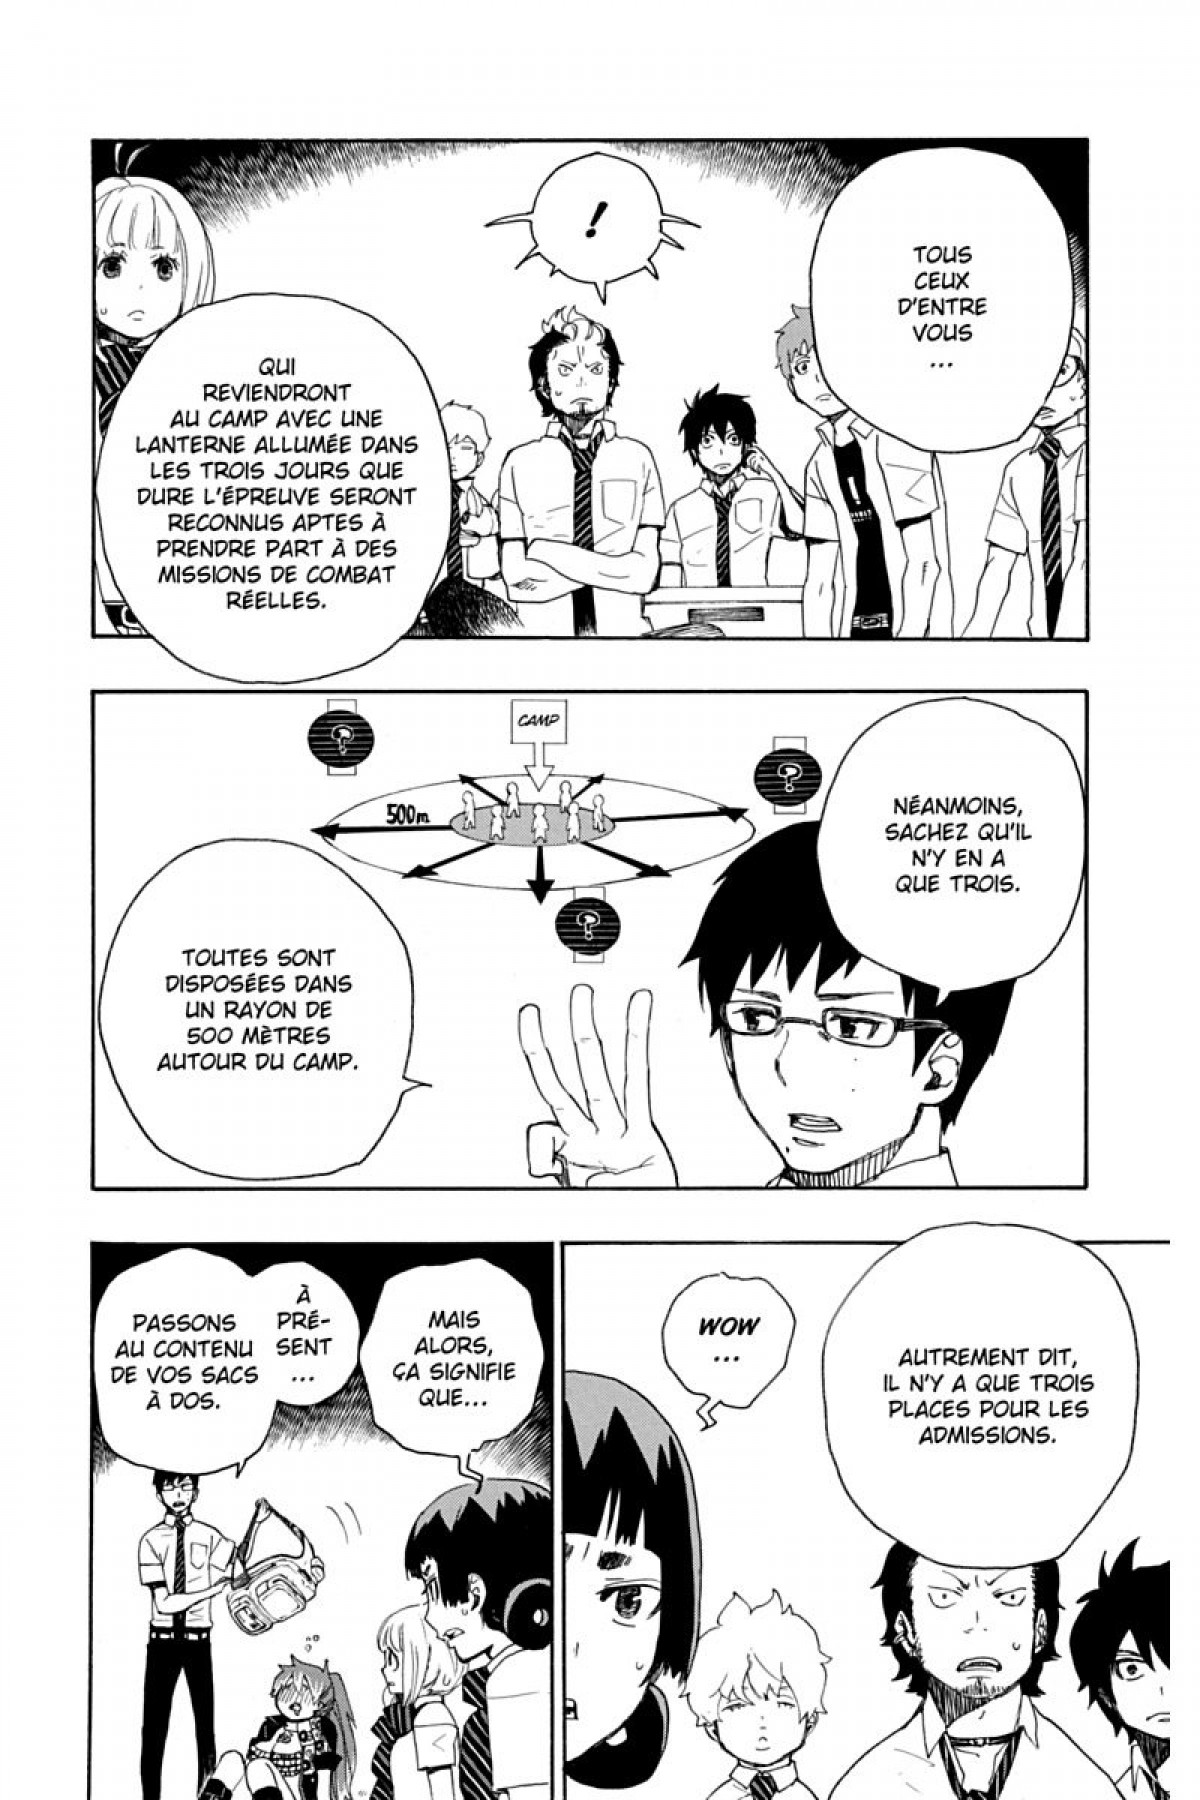 TOUS
CEUX
D'ENTRE
VOUS
...
!
QUI
REVIENDRONT
AU CAMP AVEC UNE
LANTERNE ALLUMÉE DANS
LES TROIS JOURS QUE
DURE L'ÉPREUVE SERONT
RECONNUS APTES À
PRENDRE PART À DES
MISSIONS DE COMBAT
RÉELLES.
NÉANMOINS,
SACHEZ QU'IL
N'Y EN A
QUE TROIS.
CAMP
?
?
500m
?
TOUTES SONT
DISPOSÉES DANS
UN RAYON DE
500 MÈTRES
AUTOUR DU CAMP.
AUTREMENT DIT,
IL N'Y A QUE TROIS
PLACES POUR LES
ADMISSIONS.
WOW
...
MAIS
ALORS,
ÇA SIGNIFIE
QUE...
À
PRÉ-
SENT
...
PASSONS
AU CONTENU
DE VOS SACS
À DOS.